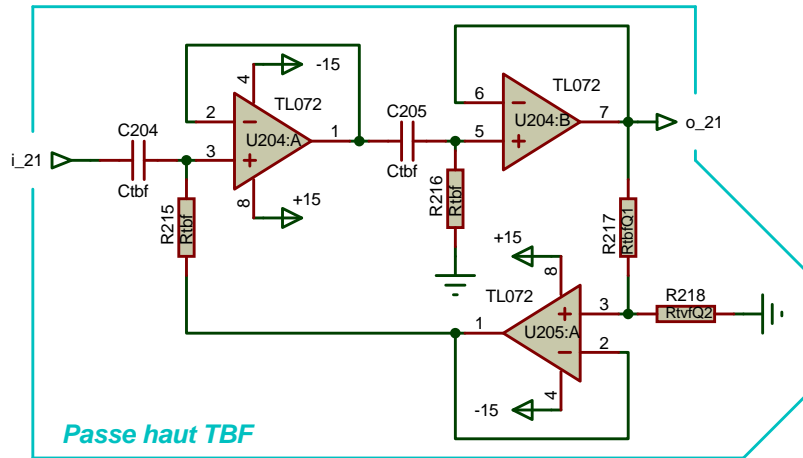 -15
4
TL072
2
U204:A
1
3
8
+15
C204
Ctbf
i_21
R215
Rtbf
C205
Ctbf
R216
Rtbf
TL072
6
U204:B
7
5
o_21
R217
RtbfQ1
+15
8
TL072
3
R218
RtvfQ2
1
U205:A
2
4
-15
Passe haut TBF